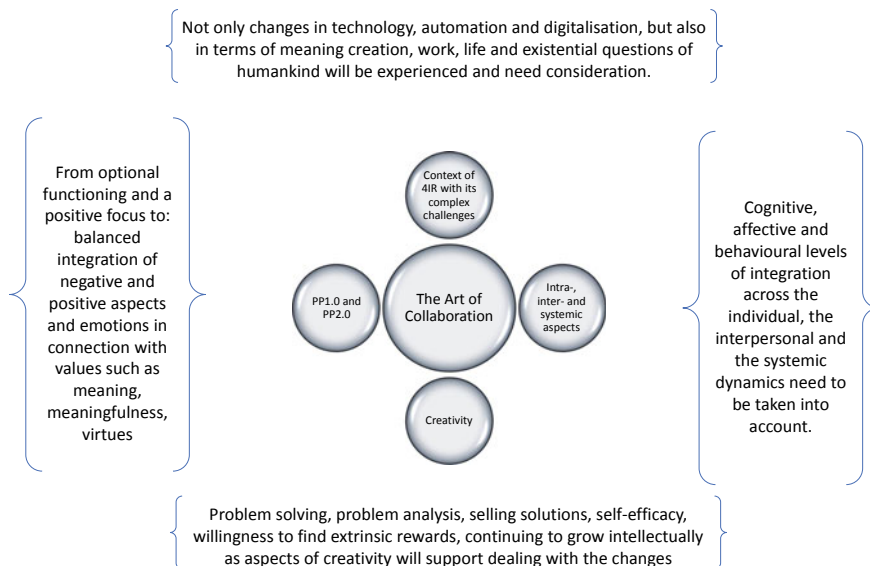 Not only changes in technology, automation and digitalisation, but also
in terms of meaning creation, work, life and existential questions of
humankind will be experienced and need consideration.
From optional
functioning and a
positive focus to:
balanced
integration of
negative and
positive aspects
and emotions in
connection with
values such as
meaning,
meaningfulness,
virtues
Context of
4IR with its
complex
challenges
PP1.0 and
PP2.0
The Art of
Collaboration
Intra-,
inter- and
systemic
aspects
Creativity
Cognitive,
affective and
behavioural levels
of integration
across the
individual, the
interpersonal and
the systemic
dynamics need to
be taken into
account.
Problem solving, problem analysis, selling solutions, self-efficacy,
willingness to find extrinsic rewards, continuing to grow intellectually
as aspects of creativity will support dealing with the changes